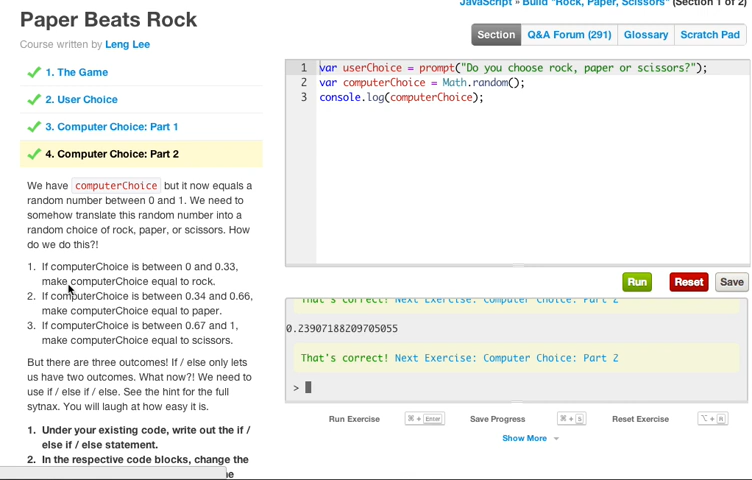 JavaScript » Build "Rock, Paper, Scissors" (Section 1 of 2)
Paper Beats Rock
Course written by Leng Lee
Section
Q&A Forum (291)
Glossary
Scratch Pad
1. The Game
2. User Choice
3. Computer Choice: Part 1
4. Computer Choice: Part 2
We have computerChoice but it now equals a
random number between 0 and 1. We need to
somehow translate this random number into a
random choice of rock, paper, or scissors. How
do we do this?!
1. If computerChoice is between 0 and 0.33,
make computerChoice equal to rock.
2. If computerChoice is between 0.34 and 0.66,
make computerChoice equal to paper.
3. If computerChoice is between 0.67 and 1,
make computerChoice equal to scissors.
But there are three outcomes! If / else only lets
us have two outcomes. What now?! We need to
use if / else if / else. See the hint for the full
sytnax. You will laugh at how easy it is.
1. Under your existing code, write out the if /
else if / else statement.
2. In the respective code blocks, change the
1 var userChoice = prompt("Do you choose rock, paper or scissors?");
2 var computerChoice = Math.random();
3 console.log(computerChoice);
Run
Reset
Save
That's correct! Next Exercise: Computer Choice: Part 2
0.23907188209705055
That's correct! Next Exercise: Computer Choice: Part 2
>
Run Exercise ⌘ + Enter Save Progress ⌘ + S Reset Exercise ⌥ + R
Show More